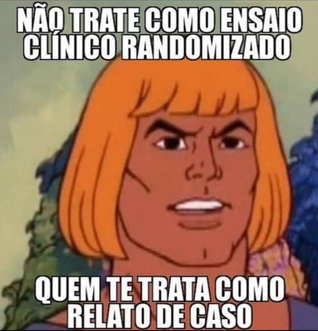 NÃO TRATE COMO ENSAIO
CLÍNICO RANDOMIZADO
QUEM TE TRATA COMO
RELATO DE CASO